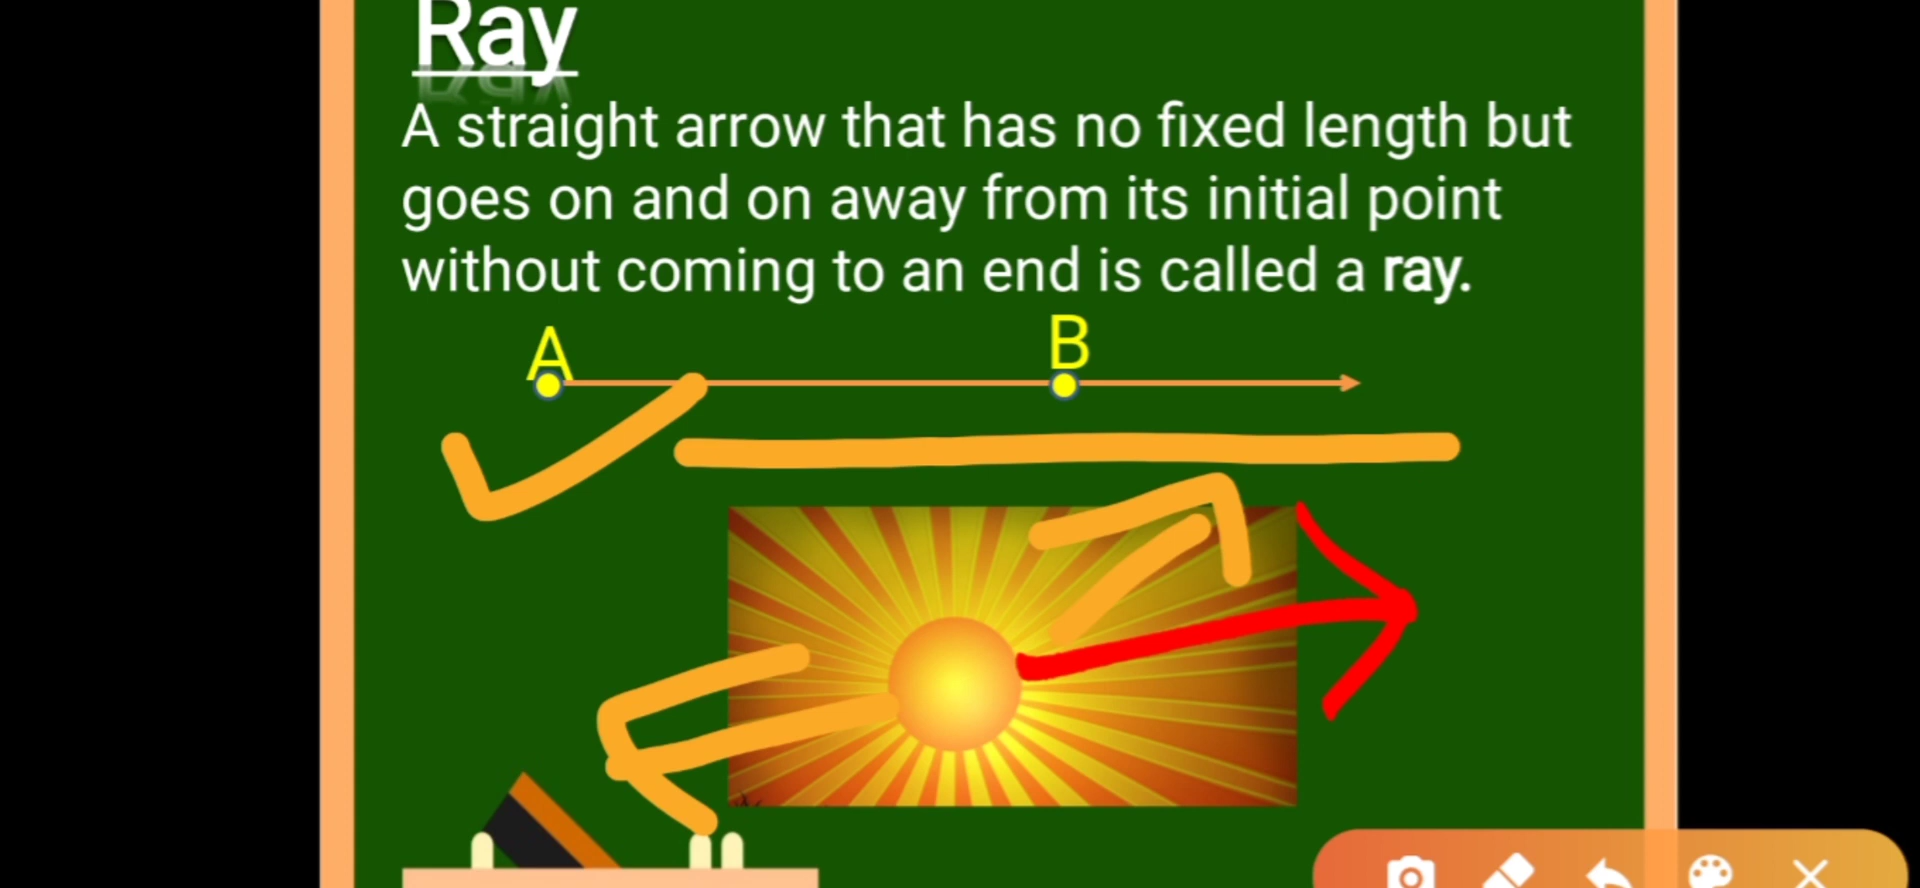 Ray
A straight arrow that has no fixed length but
goes on and on away from its initial point
without coming to an end is called a ray.
A B